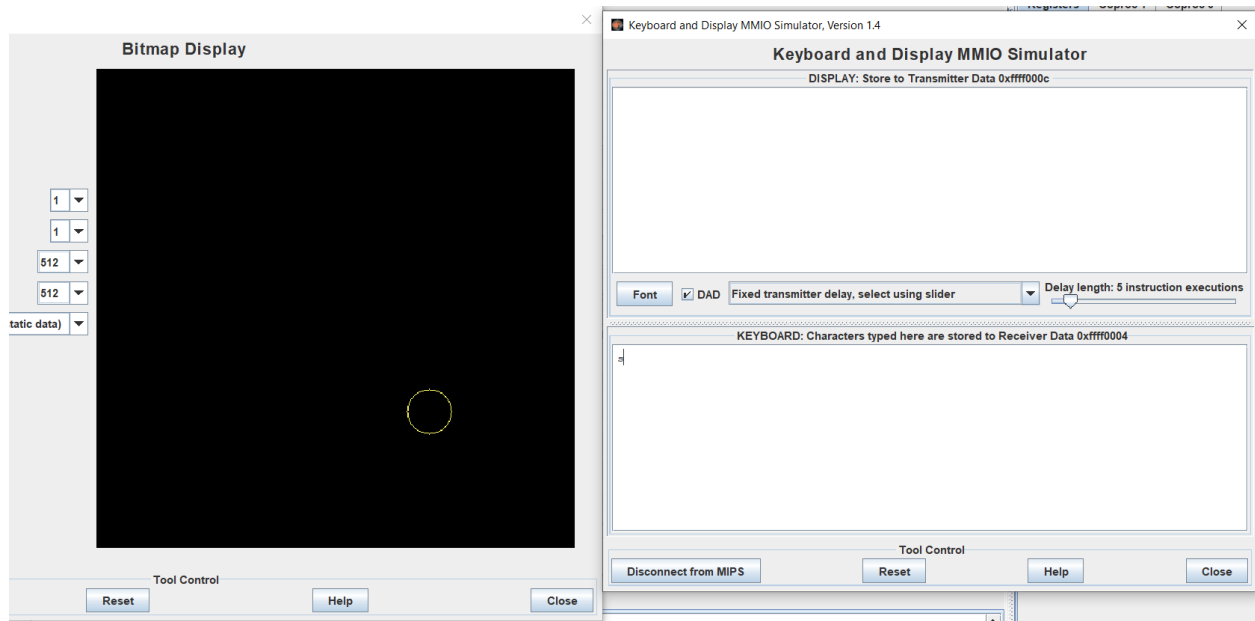 Bitmap Display
1
1
512
512
tatic data)
Tool Control
Reset
Help
Close
Keyboard and Display MMIO Simulator, Version 1.4
Keyboard and Display MMIO Simulator
DISPLAY: Store to Transmitter Data 0xffff000c
Font
DAD
Fixed transmitter delay, select using slider
Delay length: 5 instruction executions
KEYBOARD: Characters typed here are stored to Receiver Data 0xffff0004
Tool Control
Disconnect from MIPS
Reset
Help
Close